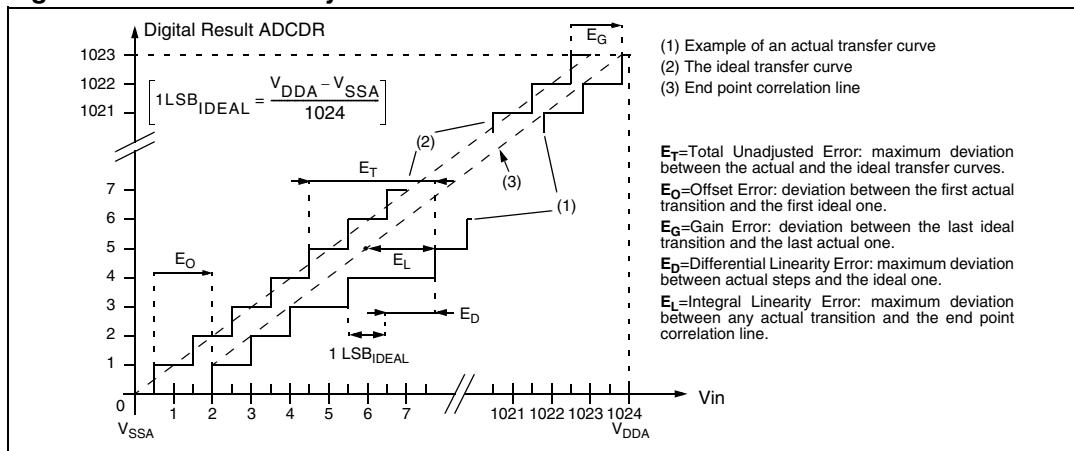 Digital Result ADCDR
E_G
1023
1022
1021
[1LSB_IDEAL = (V_DDA – V_SSA) / 1024]
(1) Example of an actual transfer curve
(2) The ideal transfer curve
(3) End point correlation line
(2)
E_T
(3)
(1)
7
6
5
4
3
2
1
0
E_O
E_L
E_D
1 LSB_IDEAL
E_T=Total Unadjusted Error: maximum deviation
between the actual and the ideal transfer curves.
E_O=Offset Error: deviation between the first actual
transition and the first ideal one.
E_G=Gain Error: deviation between the last ideal
transition and the last actual one.
E_D=Differential Linearity Error: maximum deviation
between actual steps and the ideal one.
E_L=Integral Linearity Error: maximum deviation
between any actual transition and the end point
correlation line.
1 2 3 4 5 6 7 1021 1022 1023 1024
Vin
V_SSA
V_DDA